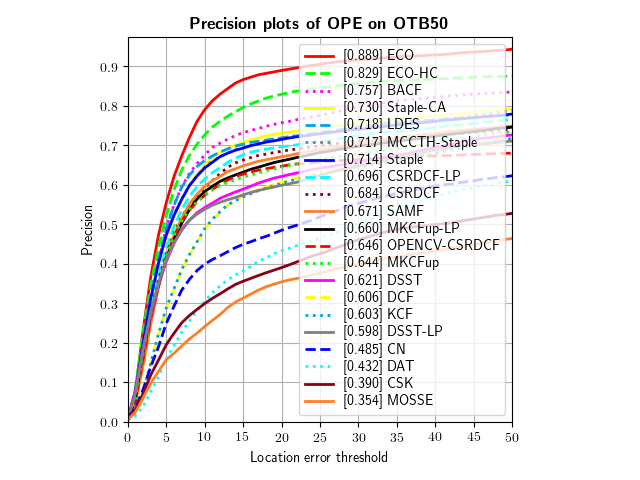 Precision plots of OPE on OTB50
Precision
0.9
0.8
0.7
0.6
0.5
0.4
0.3
0.2
0.1
0.0
[0.889] ECO
[0.829] ECO-HC
[0.757] BACF
[0.730] Staple-CA
[0.718] LDES
[0.717] MCCTH-Staple
[0.714] Staple
[0.696] CSRDCF-LP
[0.684] CSRDCF
[0.671] SAMF
[0.660] MKCFup-LP
[0.646] OPENCV-CSRDCF
[0.644] MKCFup
[0.621] DSST
[0.606] DCF
[0.603] KCF
[0.598] DSST-LP
[0.485] CN
[0.432] DAT
[0.390] CSK
[0.354] MOSSE
0 5 10 15 20 25 30 35 40 45 50
Location error threshold